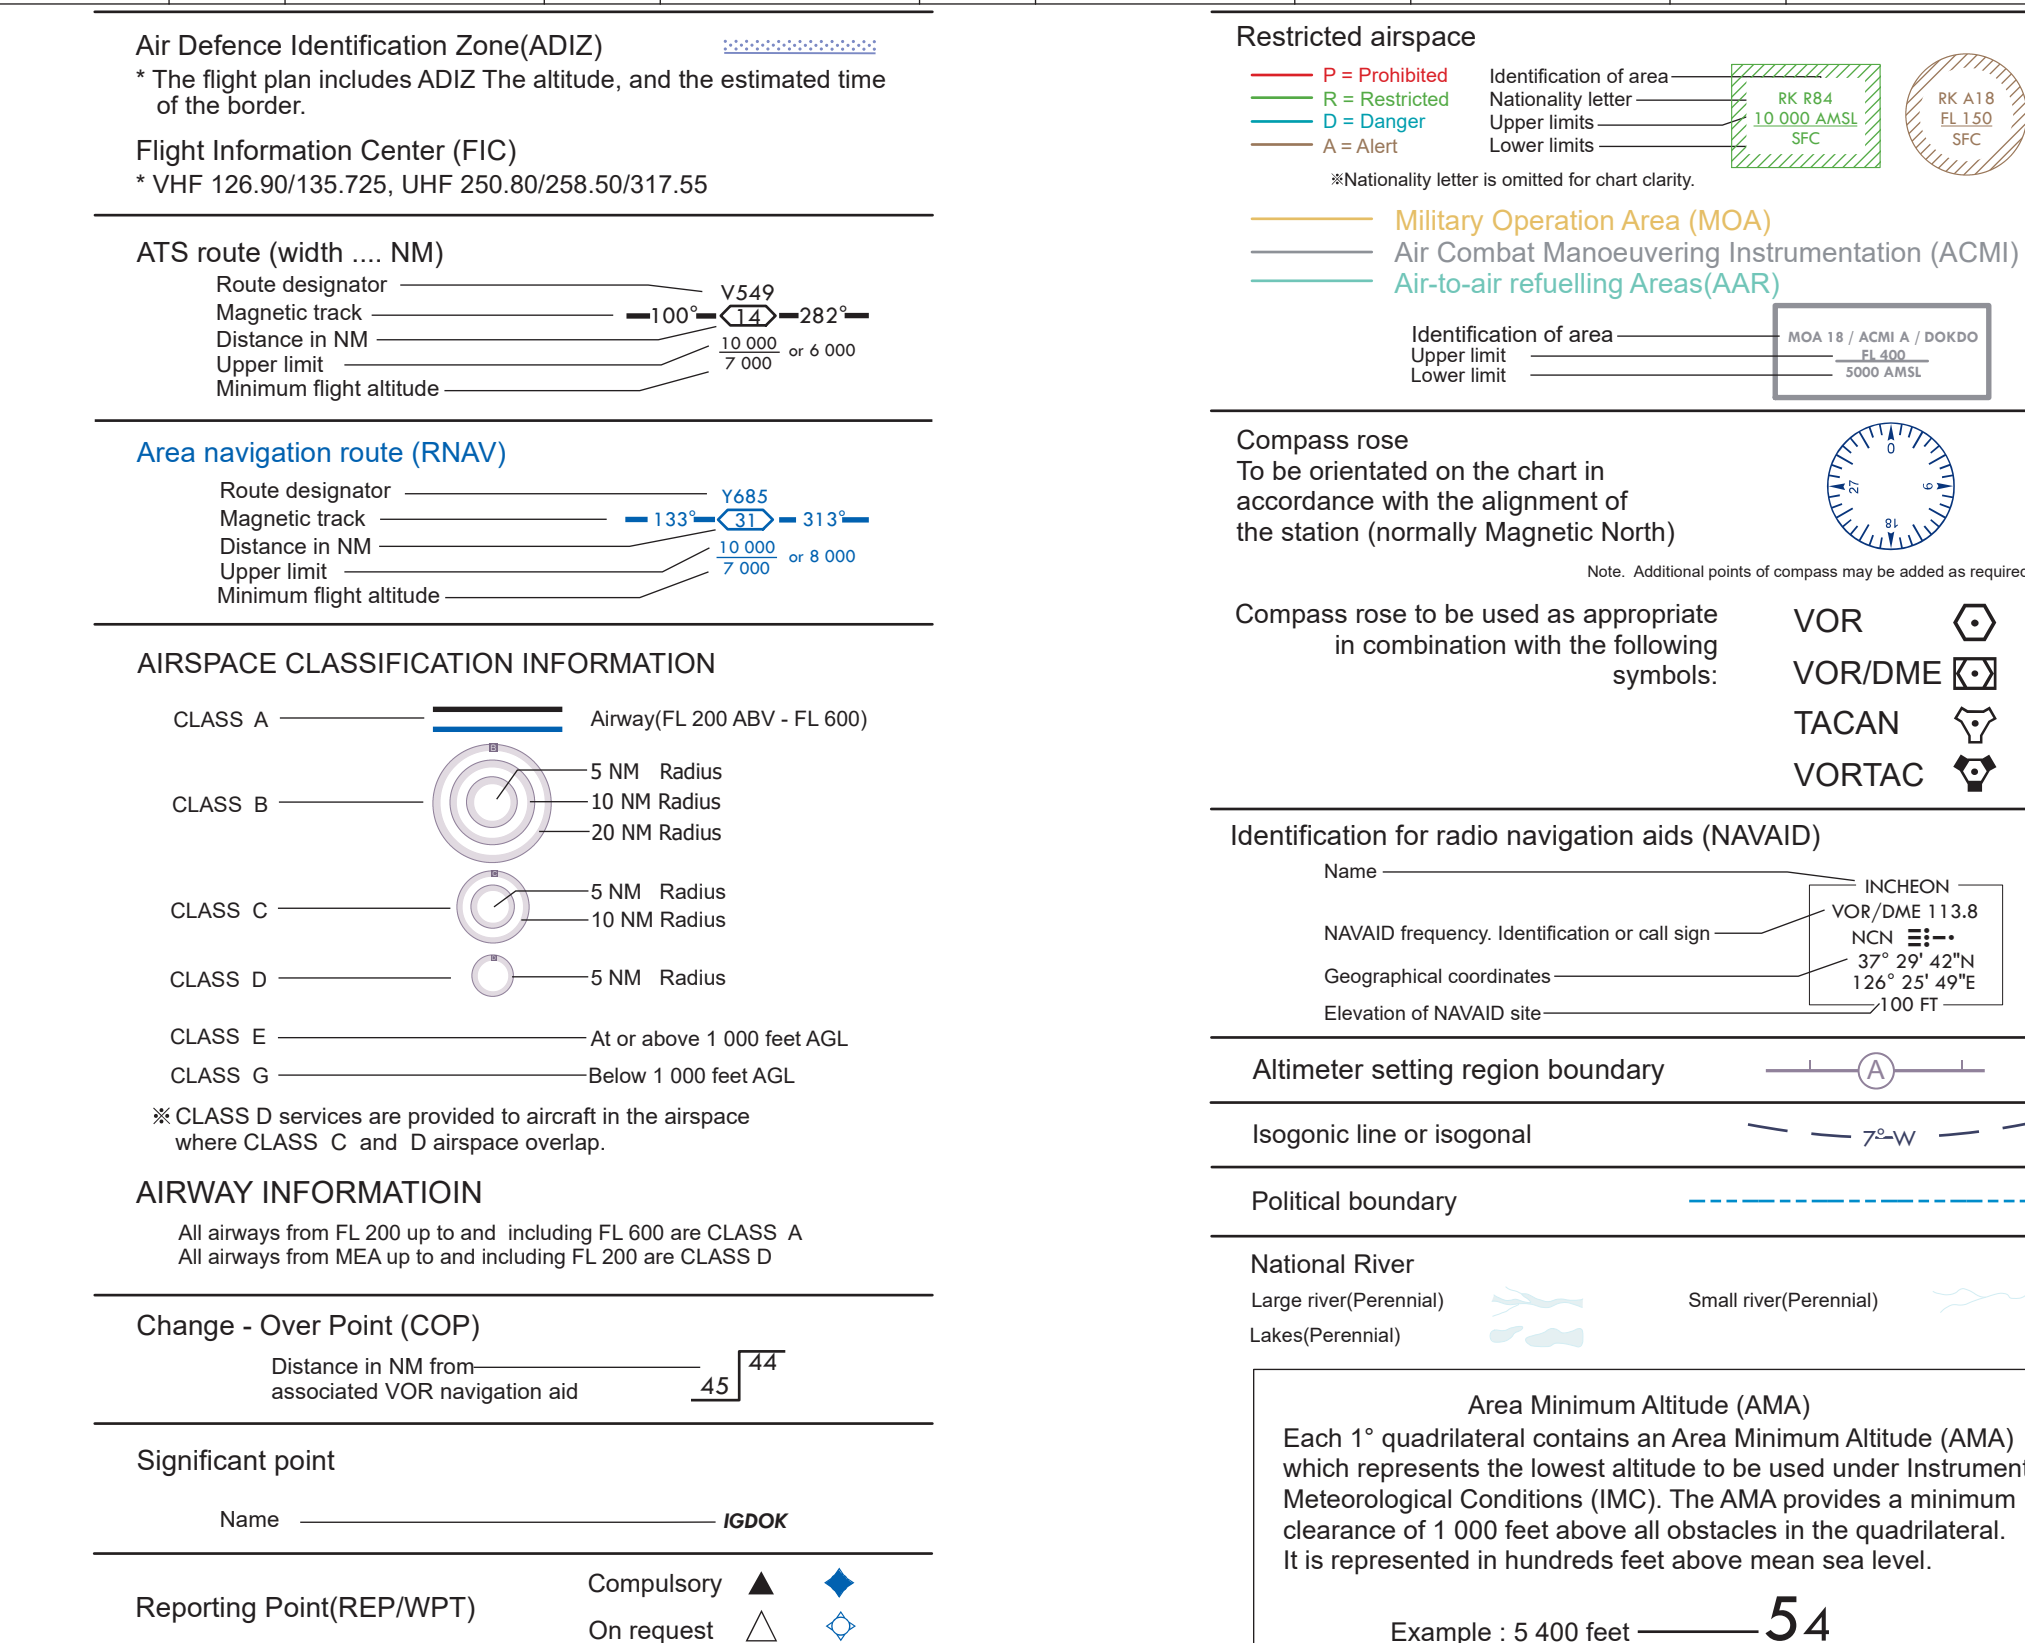 Air Defence Identification Zone(ADIZ)
* The flight plan includes ADIZ The altitude, and the estimated time
of the border.
Flight Information Center (FIC)
* VHF 126.90/135.725, UHF 250.80/258.50/317.55
ATS route (width .... NM)
Route designator
Magnetic track
Distance in NM
Upper limit
Minimum flight altitude
V549
100° 14 282°
10 000
7 000
or 6 000
Area navigation route (RNAV)
Route designator
Magnetic track
Distance in NM
Upper limit
Minimum flight altitude
Y685
133° 31 313°
10 000
7 000
or 8 000
AIRSPACE CLASSIFICATION INFORMATION
CLASS A
Airway(FL 200 ABV - FL 600)
CLASS B
B
5 NM Radius
10 NM Radius
20 NM Radius
CLASS C
C
5 NM Radius
10 NM Radius
CLASS D
5 NM Radius
CLASS E
At or above 1 000 feet AGL
CLASS G
Below 1 000 feet AGL
※ CLASS D services are provided to aircraft in the airspace
where CLASS C and D airspace overlap.
AIRWAY INFORMATIOIN
All airways from FL 200 up to and including FL 600 are CLASS A
All airways from MEA up to and including FL 200 are CLASS D
Change - Over Point (COP)
Distance in NM from
associated VOR navigation aid
45 44
Significant point
Name
IGDOK
Reporting Point(REP/WPT)
Compulsory
On request
Restricted airspace
P = Prohibited
R = Restricted
D = Danger
A = Alert
Identification of area
Nationality letter
Upper limits
Lower limits
RK R84
10 000 AMSL
SFC
RK A18
FL 150
SFC
※Nationality letter is omitted for chart clarity.
Military Operation Area (MOA)
Air Combat Manoeuvering Instrumentation (ACMI)
Air-to-air refuelling Areas(AAR)
Identification of area
Upper limit
Lower limit
MOA 18 / ACMI A / DOKDO
FL 400
5000 AMSL
Compass rose
To be orientated on the chart in
accordance with the alignment of
the station (normally Magnetic North)
0
9
18
27
Note. Additional points of compass may be added as required
Compass rose to be used as appropriate
in combination with the following
symbols:
VOR
VOR/DME
TACAN
VORTAC
Identification for radio navigation aids (NAVAID)
Name
NAVAID frequency. Identification or call sign
Geographical coordinates
Elevation of NAVAID site
INCHEON
VOR/DME 113.8
NCN
37° 29' 42"N
126° 25' 49"E
100 FT
Altimeter setting region boundary
A
Isogonic line or isogonal
7° W
Political boundary
National River
Large river(Perennial)
Small river(Perennial)
Lakes(Perennial)
Area Minimum Altitude (AMA)
Each 1° quadrilateral contains an Area Minimum Altitude (AMA)
which represents the lowest altitude to be used under Instrument
Meteorological Conditions (IMC). The AMA provides a minimum
clearance of 1 000 feet above all obstacles in the quadrilateral.
It is represented in hundreds feet above mean sea level.
Example : 5 400 feet
54